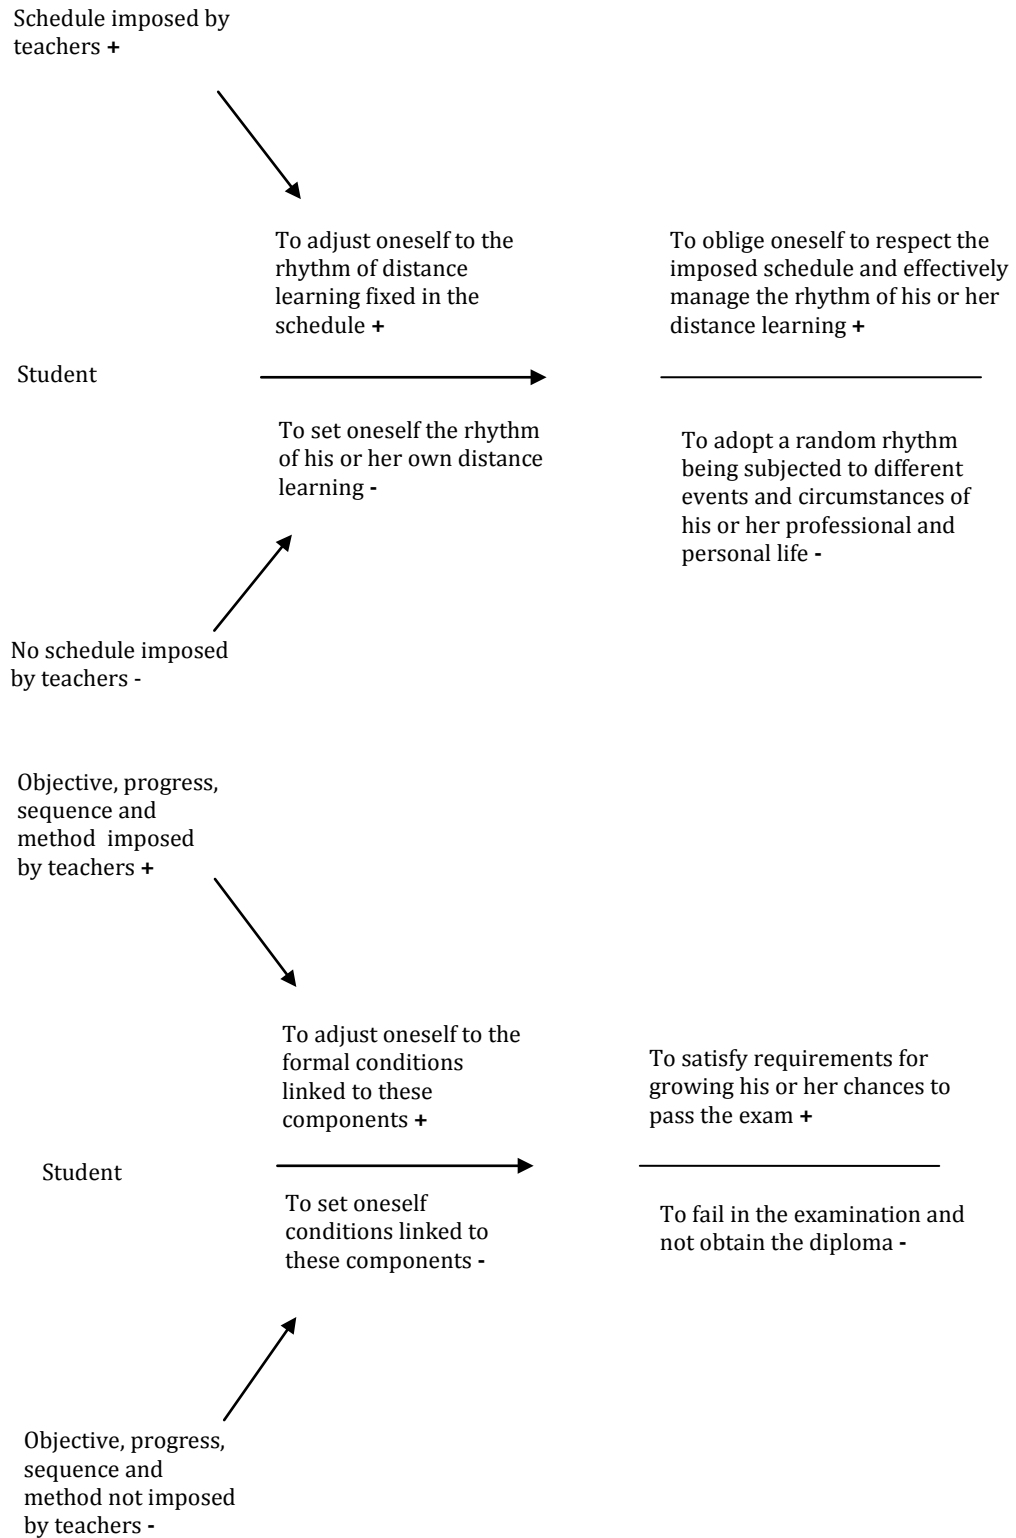 Schedule imposed by
teachers +
To adjust oneself to the
rhythm of distance
learning fixed in the
schedule +
To oblige oneself to respect the
imposed schedule and effectively
manage the rhythm of his or her
distance learning +
Student
To set oneself the rhythm
of his or her own distance
learning -
To adopt a random rhythm
being subjected to different
events and circumstances of
his or her professional and
personal life -
No schedule imposed
by teachers -
Objective, progress,
sequence and
method imposed
by teachers +
To adjust oneself to the
formal conditions
linked to these
components +
To satisfy requirements for
growing his or her chances to
pass the exam +
Student
To set oneself
conditions linked to
these components -
To fail in the examination and
not obtain the diploma -
Objective, progress,
sequence and
method not imposed
by teachers -